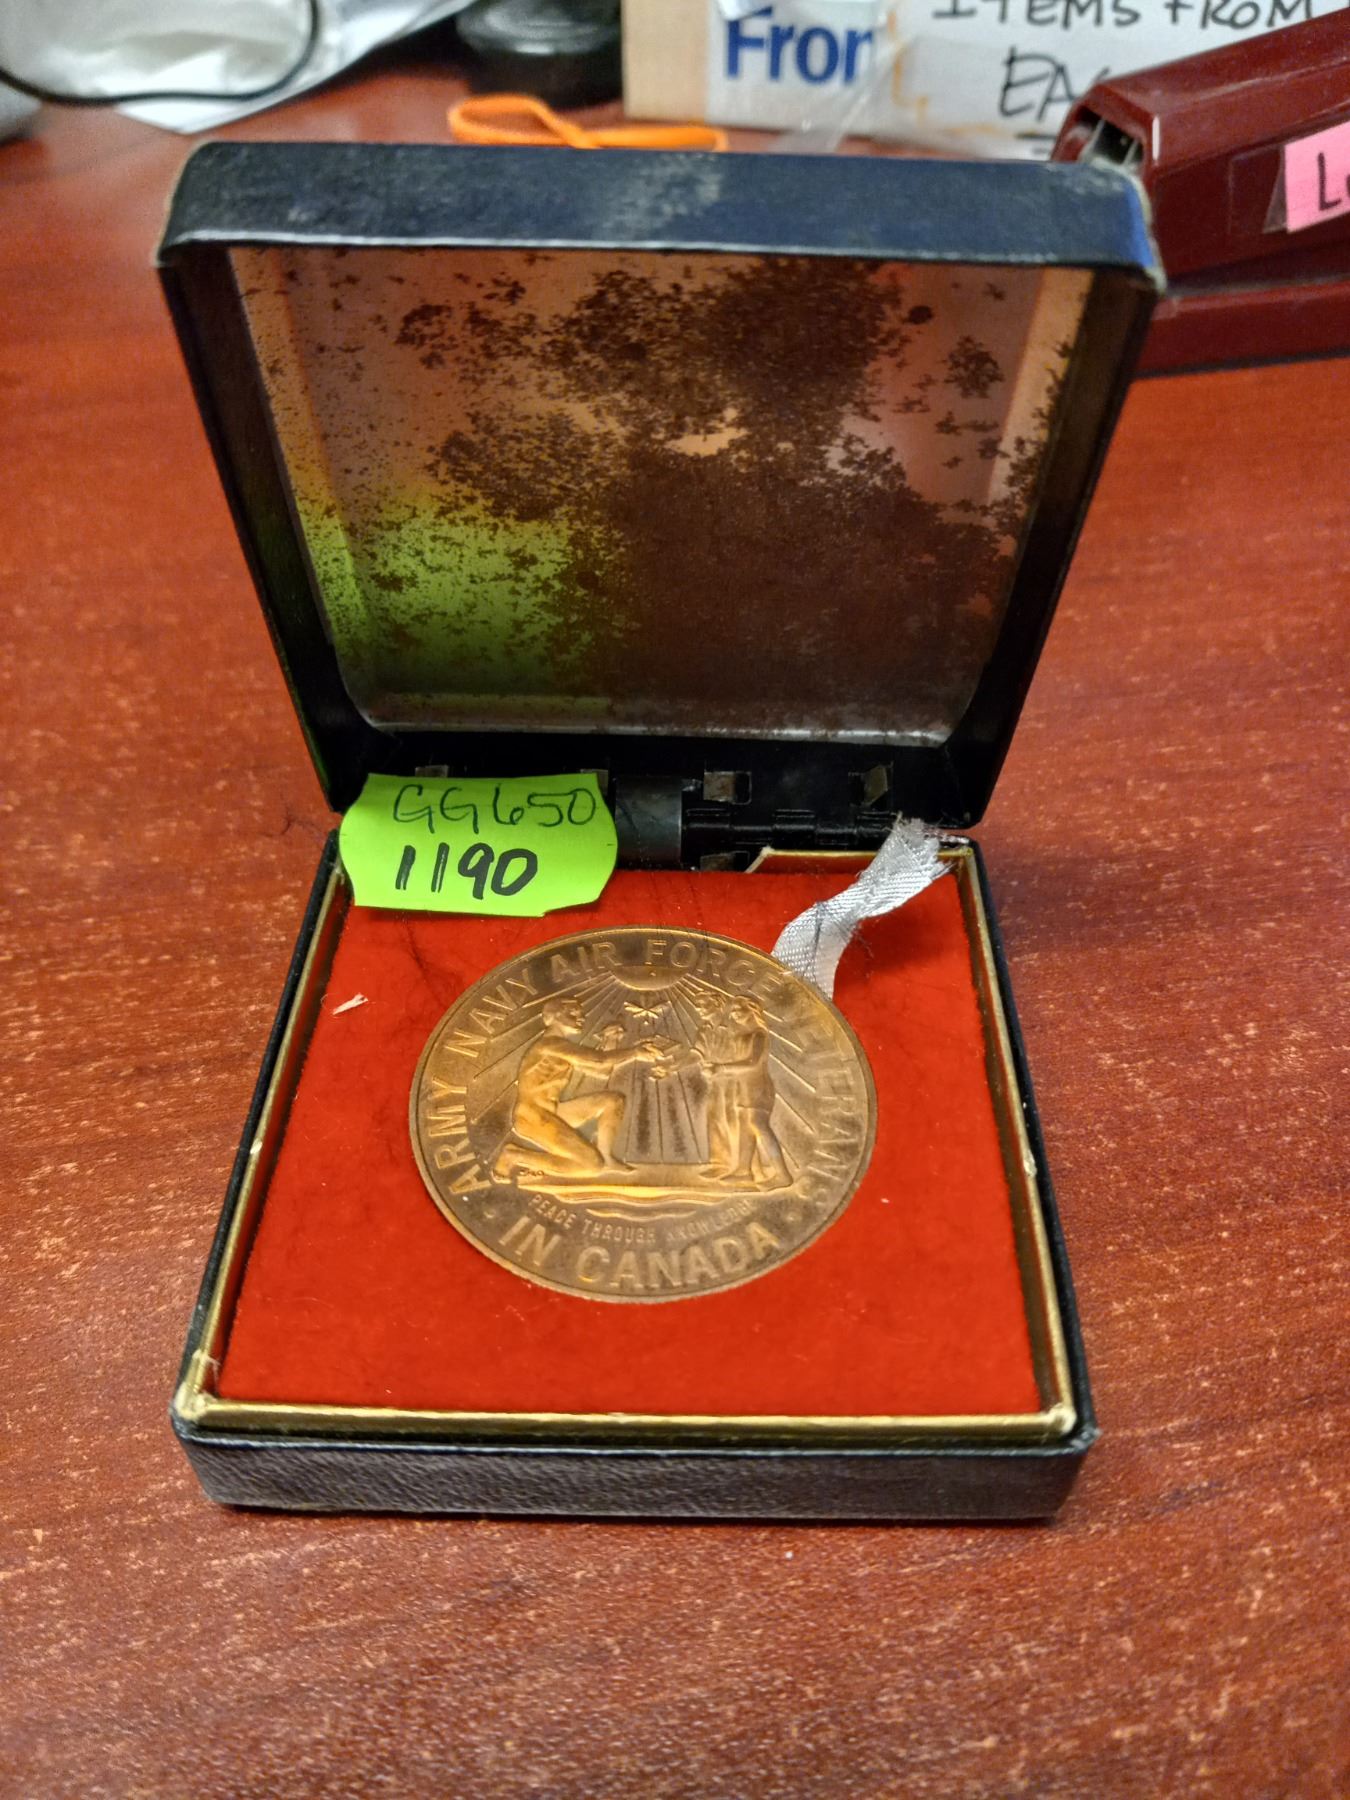 Fron
ITEMS FROM
GG650
1190
ARMY NAVY AIR FORCE VETERANS
PEACE THROUGH KNOWLEDGE
IN CANADA